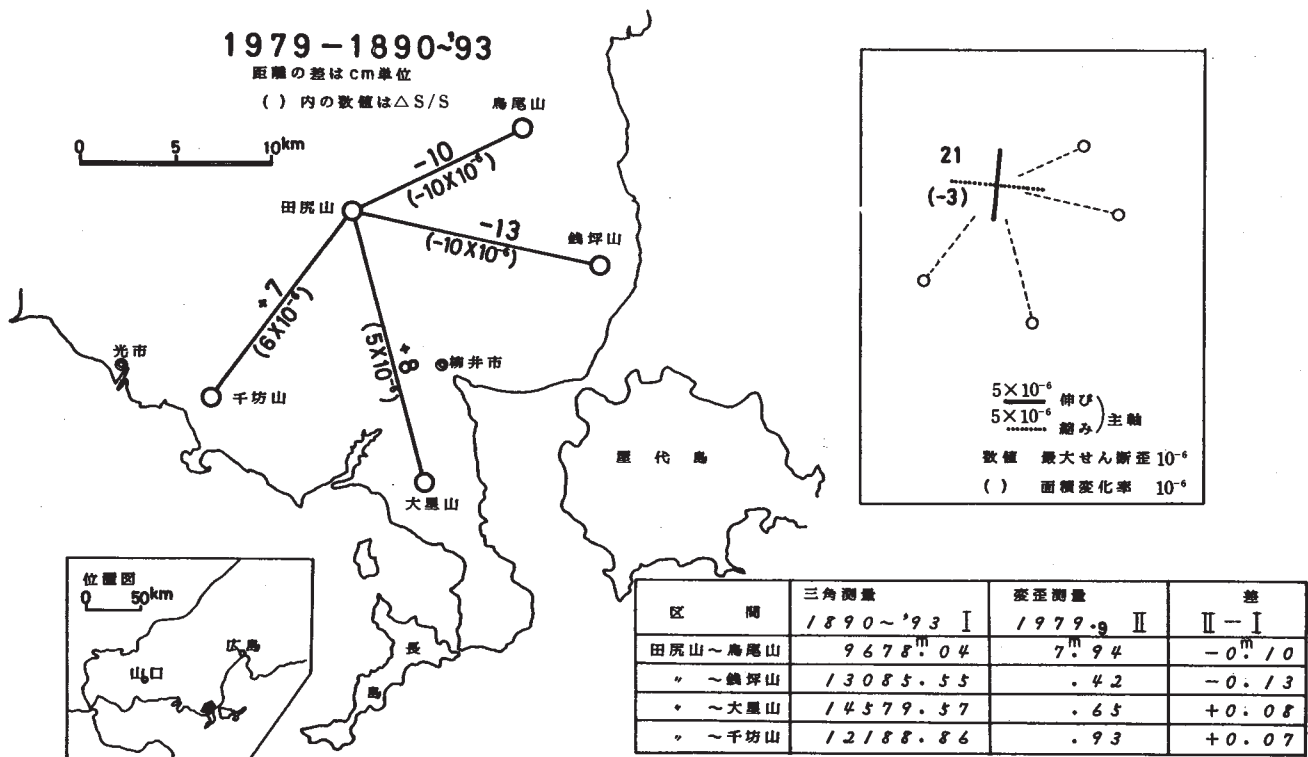 1979－1890~'93
距離の差はcm単位
( ) 内の数値は△S/S
0 5 10km
鳥尾山
-10
(-10X10⁻⁶)
田尻山
-13
(-10X10⁻⁶)
銭坪山
7
(6X10⁻⁶)
(5X10⁻⁶)
光市
柳井市
千坊山
大星山
屋代島
長島
位置図
0 50km
広島
山口
21
(-3)
5×10⁻⁶ 伸び
5×10⁻⁶ 縮み
主軸
数値 最大せん断歪 10⁻⁶
( ) 面積変化率 10⁻⁶
区間 三角測量 1890~'93 I 変歪測量 1979.9 II 差 II－I
田尻山～鳥尾山 9678m.04 7m.94 -0m.10
〃 ～銭坪山 13085.55 .42 -0.13
〃 ～大星山 14579.57 .65 +0.08
〃 ～千坊山 12188.86 .93 +0.07